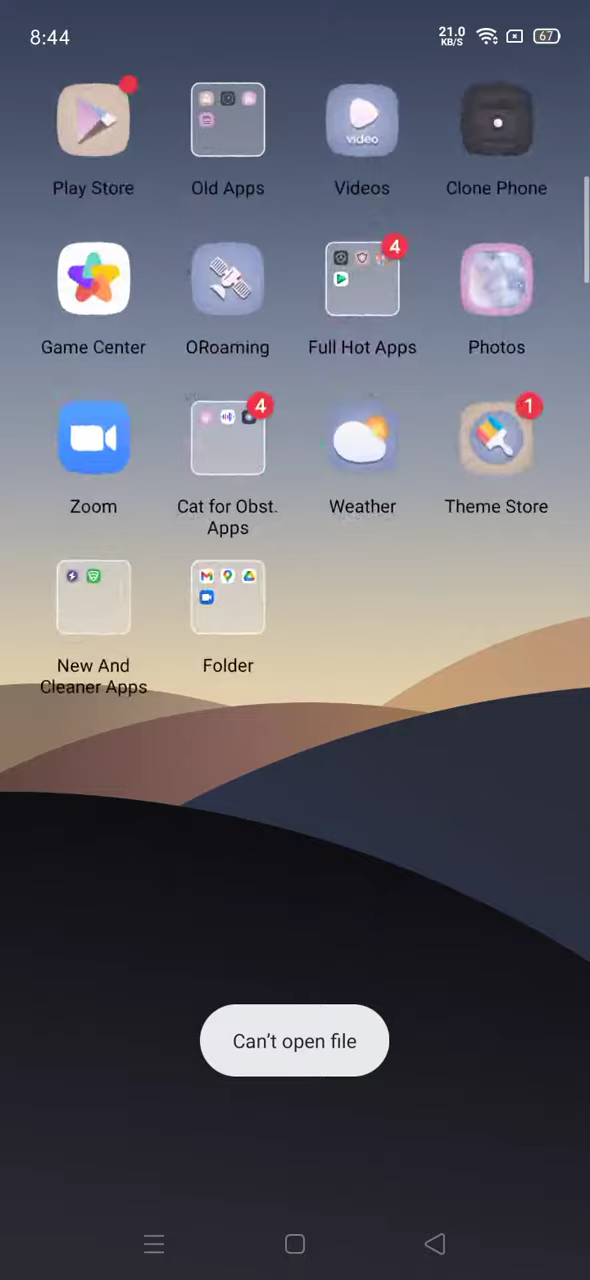 8:44
21.0
KB/S
67
Play Store
Old Apps
video
Videos
Clone Phone
Game Center
ORoaming
4
Full Hot Apps
Photos
Zoom
4
Cat for Obst.
Apps
Weather
1
Theme Store
New And
Cleaner Apps
Folder
Can't open file